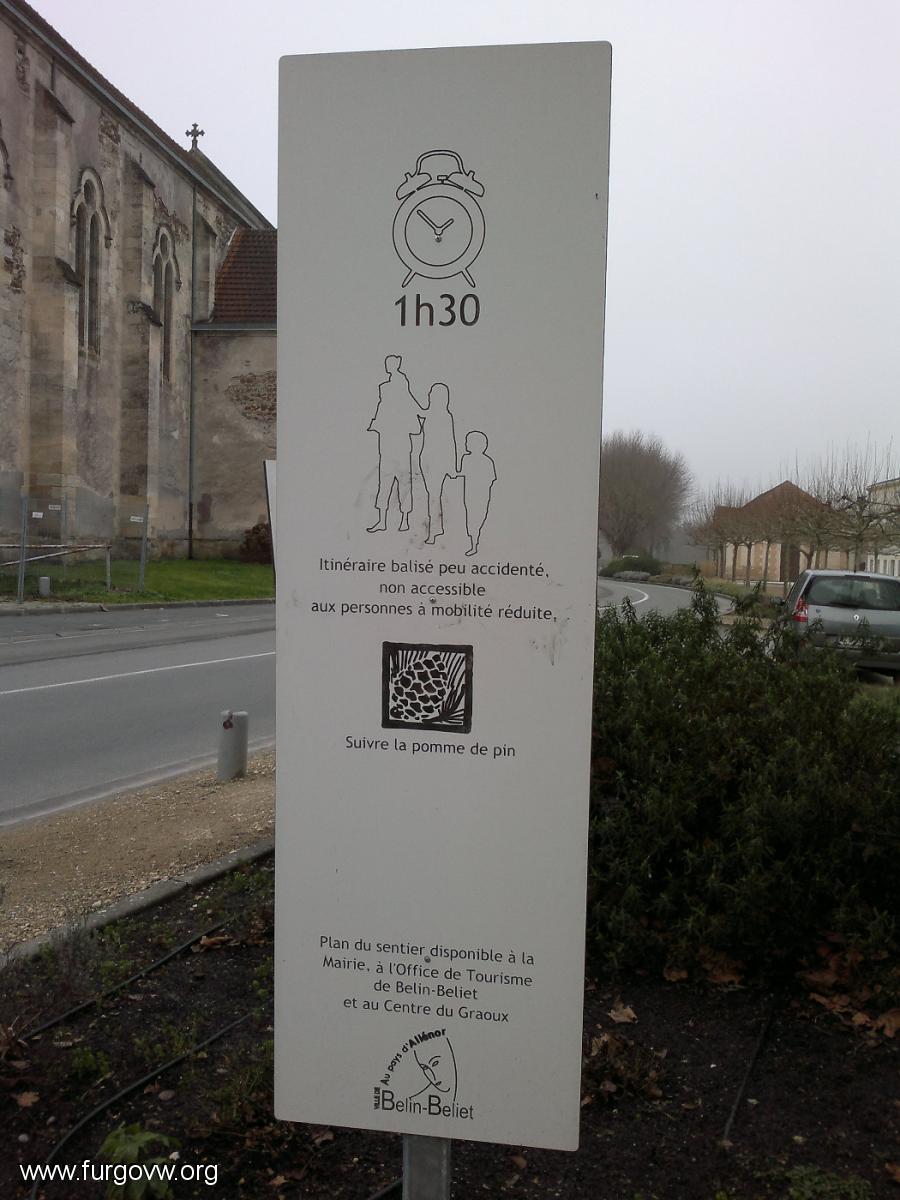 1h30
Itinéraire balisé peu accidenté,
non accessible
aux personnes à mobilité réduite,
Suivre la pomme de pin
Plan du sentier disponible à la
Mairie, à l'Office de Tourisme
de Belin-Beliet
et au Centre du Graoux
Au pays d'Aliénor
VILLE DE
Belin-Beliet
www.furgovw.org